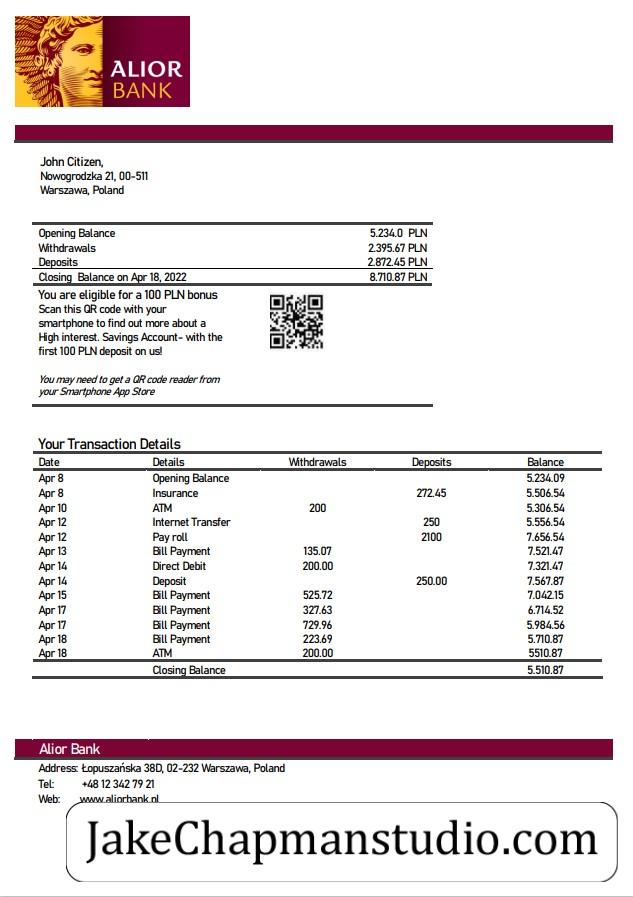 ALIOR
BANK
John Citizen,
Nowogrodzka 21, 00-511
Warszawa, Poland
Opening Balance 5.234.0 PLN
Withdrawals 2.395.67 PLN
Deposits 2.872.45 PLN
Closing Balance on Apr 18, 2022 8.710.87 PLN
You are eligible for a 100 PLN bonus
Scan this QR code with your
smartphone to find out more about a
High interest. Savings Account- with the
first 100 PLN deposit on us!
You may need to get a QR code reader from
your Smartphone App Store
Your Transaction Details
Date Details Withdrawals Deposits Balance
Apr 8 Opening Balance 5.234.09
Apr 8 Insurance 272.45 5.506.54
Apr 10 ATM 200 5.306.54
Apr 12 Internet Transfer 250 5.556.54
Apr 12 Pay roll 2100 7.656.54
Apr 13 Bill Payment 135.07 7.521.47
Apr 14 Direct Debit 200.00 7.321.47
Apr 14 Deposit 250.00 7.567.87
Apr 15 Bill Payment 525.72 7.042.15
Apr 17 Bill Payment 327.63 6.714.52
Apr 17 Bill Payment 729.96 5.984.56
Apr 18 Bill Payment 223.69 5.710.87
Apr 18 ATM 200.00 5510.87
Closing Balance 5.510.87
Alior Bank
Address: Łopuszańska 38D, 02-232 Warszawa, Poland
Tel: +48 12 342 79 21
Web: www.aliorbank.pl
JakeChapmanstudio.com